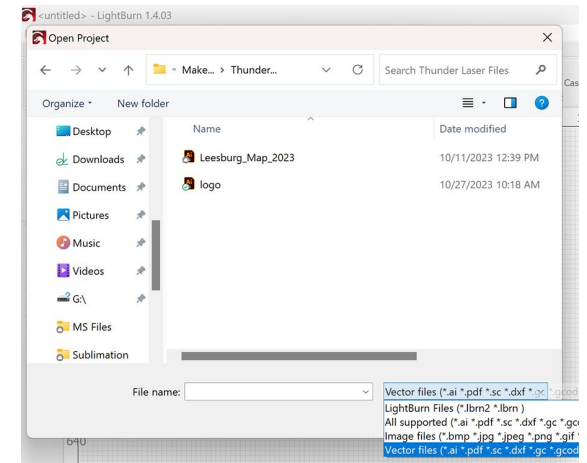 <untitled> - LightBurn 1.4.03
Open Project
Make... › Thunder...
Search Thunder Laser Files
Cas
Organize
New folder
Name
Date modified
Desktop
Downloads
Documents
Pictures
Music
Videos
G:\
MS Files
Sublimation
Leesburg_Map_2023
10/11/2023 12:39 PM
logo
10/27/2023 10:18 AM
File name:
Vector files (*.ai *.pdf *.sc *.dxf *.gc *.gcod
LightBurn Files (*.lbrn2 *.lbrn )
All supported (*.ai *.pdf *.sc *.dxf *.gc *.gco
Image files (*.bmp *.jpg *.jpeg *.png *.gif *
Vector files (*.ai *.pdf *.sc *.dxf *.gc *.gcod
640